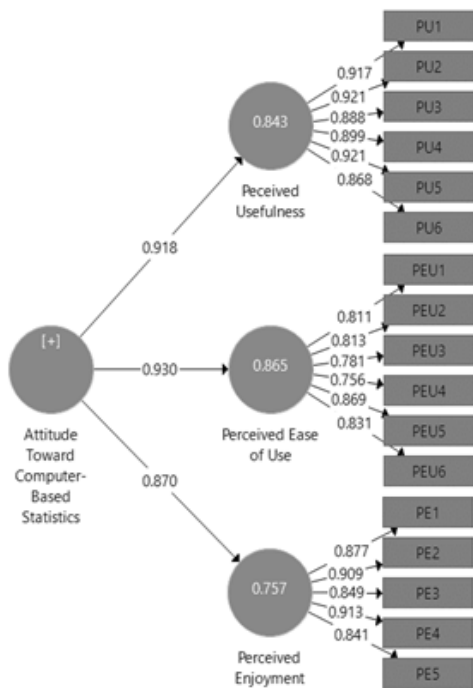 PU1
0.917
PU2
0.921
PU3
0.843
0.888
0.899
PU4
0.921
PU5
0.868
Peceived
Usefulness
PU6
0.918
PEU1
0.811
PEU2
[+]
0.813
PEU3
0.930
0.865
0.781
0.756
PEU4
0.869
Attitude
Toward
Computer-
Based
Statistics
Perceived Ease
of Use
0.831
PEU5
PEU6
0.870
PE1
0.877
PE2
0.909
0.757
0.849
PE3
0.913
PE4
0.841
Perceived
Enjoyment
PE5